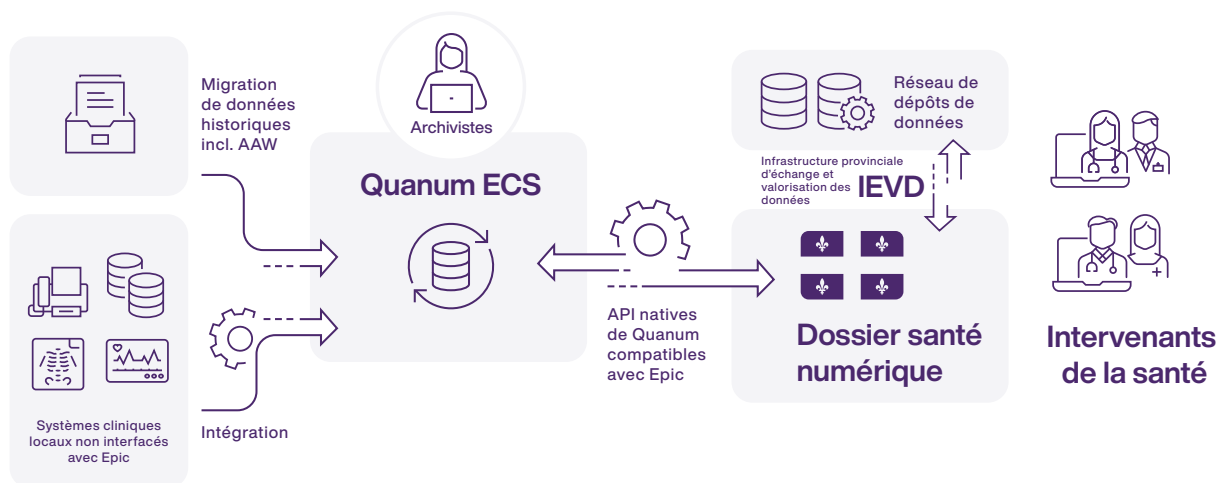 Migration
de données
historiques
incl. AAW
Archivistes
Quanum ECS
Systèmes cliniques
locaux non interfacés
avec Epic
Intégration
API natives
de Quanum
compatibles
avec Epic
Réseau de
dépôts de
données
Infrastructure provinciale
d'échange et
valorisation des
données
IEVD
Dossier santé
numérique
Intervenants
de la santé